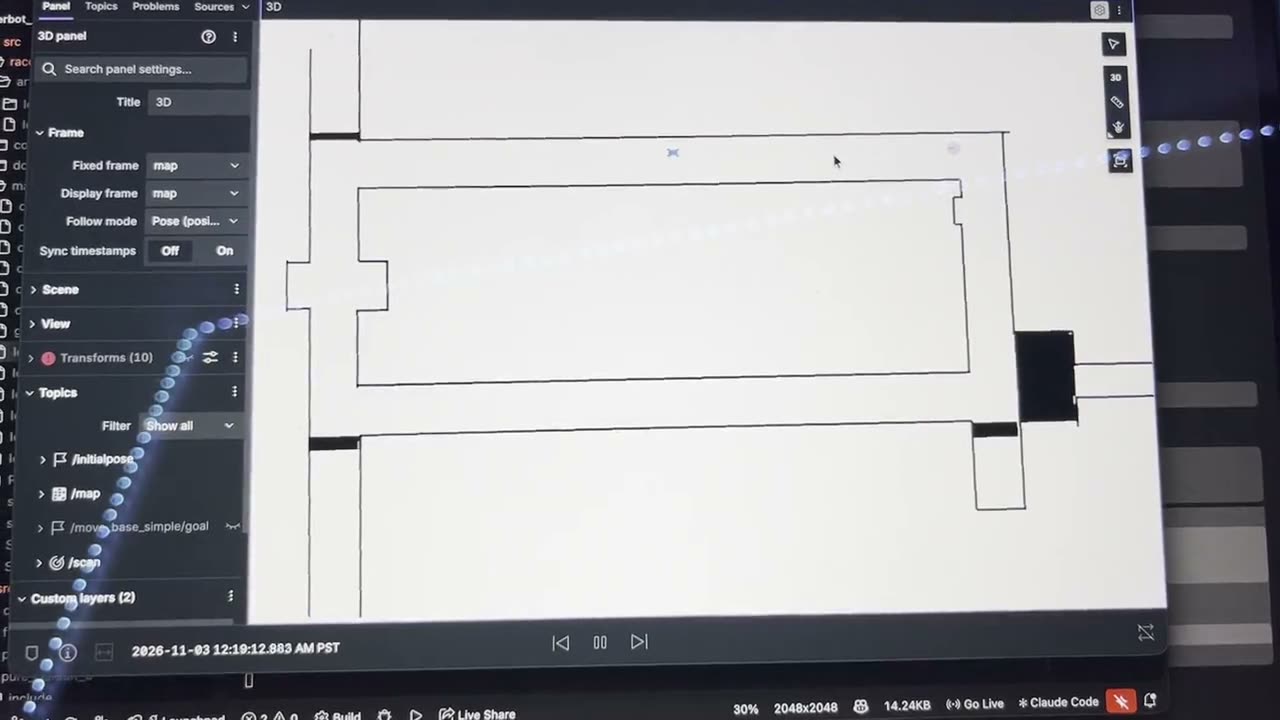 Panel Topics Problems Sources
3D
3D panel
Search panel settings...
Title 3D
Frame
Fixed frame map
Display frame map
Follow mode Pose (posi...
Sync timestamps Off On
Scene
View
Transforms (10)
Topics
Filter Show all
/initialpose
/map
/move_base_simple/goal
/scan
Custom layers (2)
2026-11-03 12:19:12.883 AM PST
3D
src
include
Build
Live Share
30% 2048x2048 14.24KB Go Live Claude Code